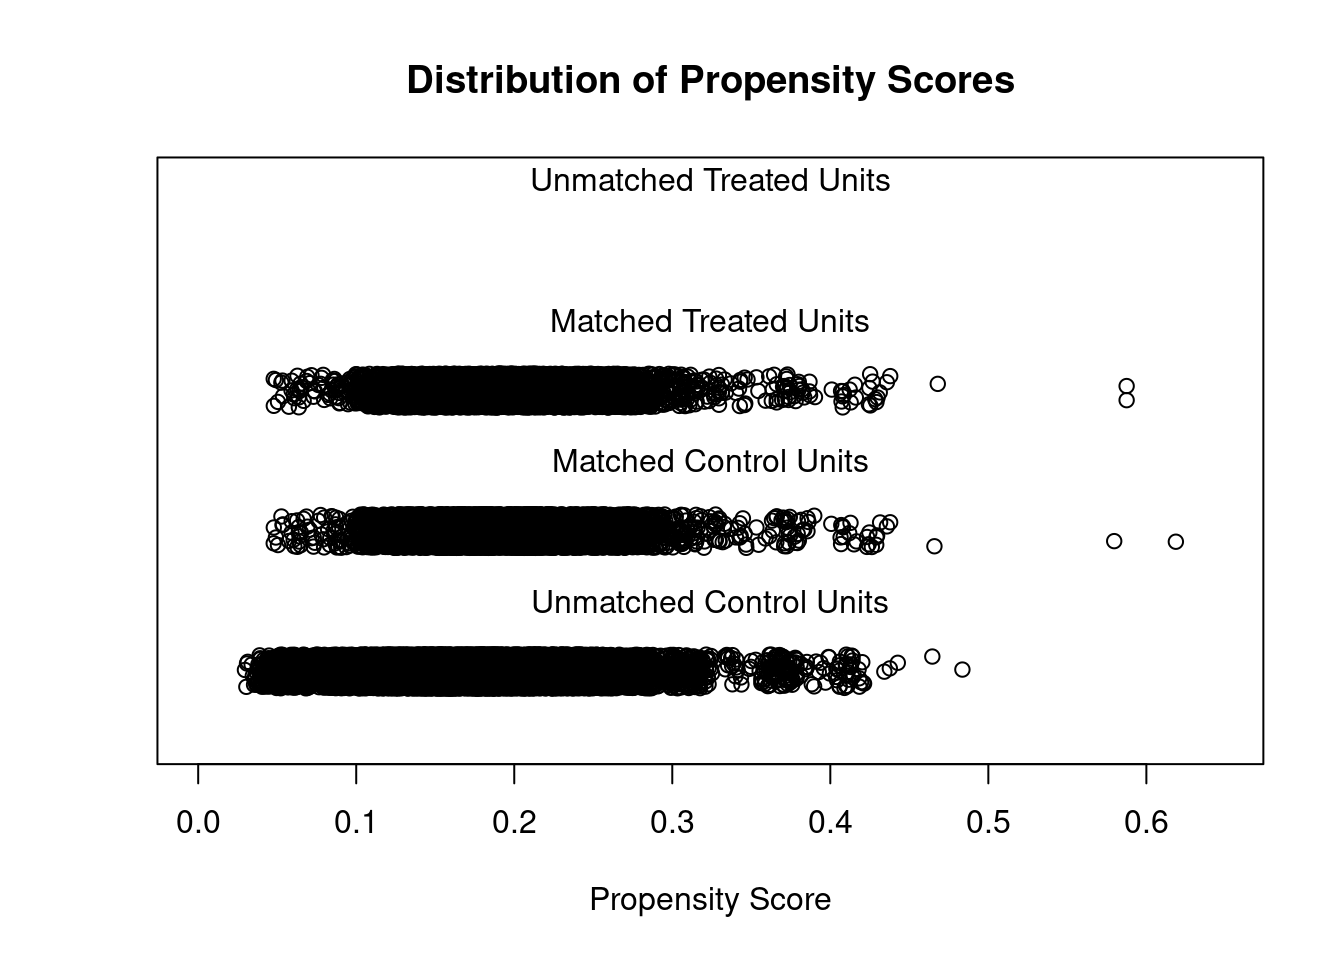 Distribution of Propensity Scores
Unmatched Treated Units
Matched Treated Units
Matched Control Units
Unmatched Control Units
0.0 0.1 0.2 0.3 0.4 0.5 0.6
Propensity Score